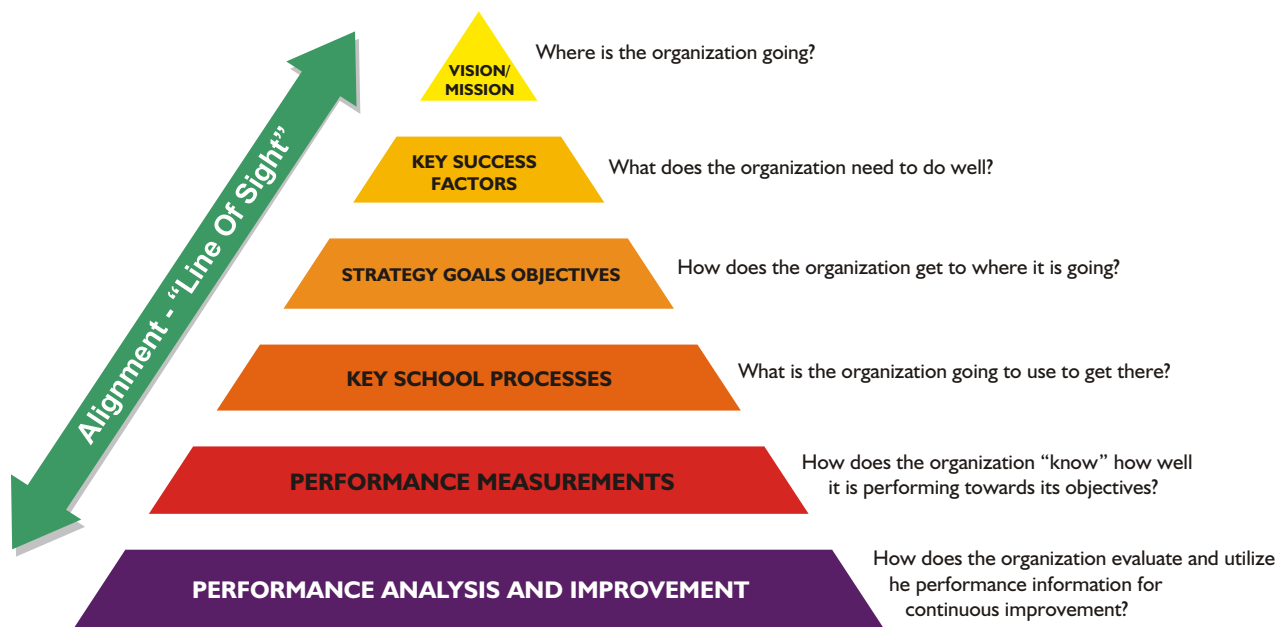 Alignment - “Line Of Sight”
VISION/
MISSION
Where is the organization going?
KEY SUCCESS
FACTORS
What does the organization need to do well?
STRATEGY GOALS OBJECTIVES
How does the organization get to where it is going?
KEY SCHOOL PROCESSES
What is the organization going to use to get there?
PERFORMANCE MEASUREMENTS
How does the organization “know” how well
it is performing towards its objectives?
PERFORMANCE ANALYSIS AND IMPROVEMENT
How does the organization evaluate and utilize
he performance information for
continuous improvement?